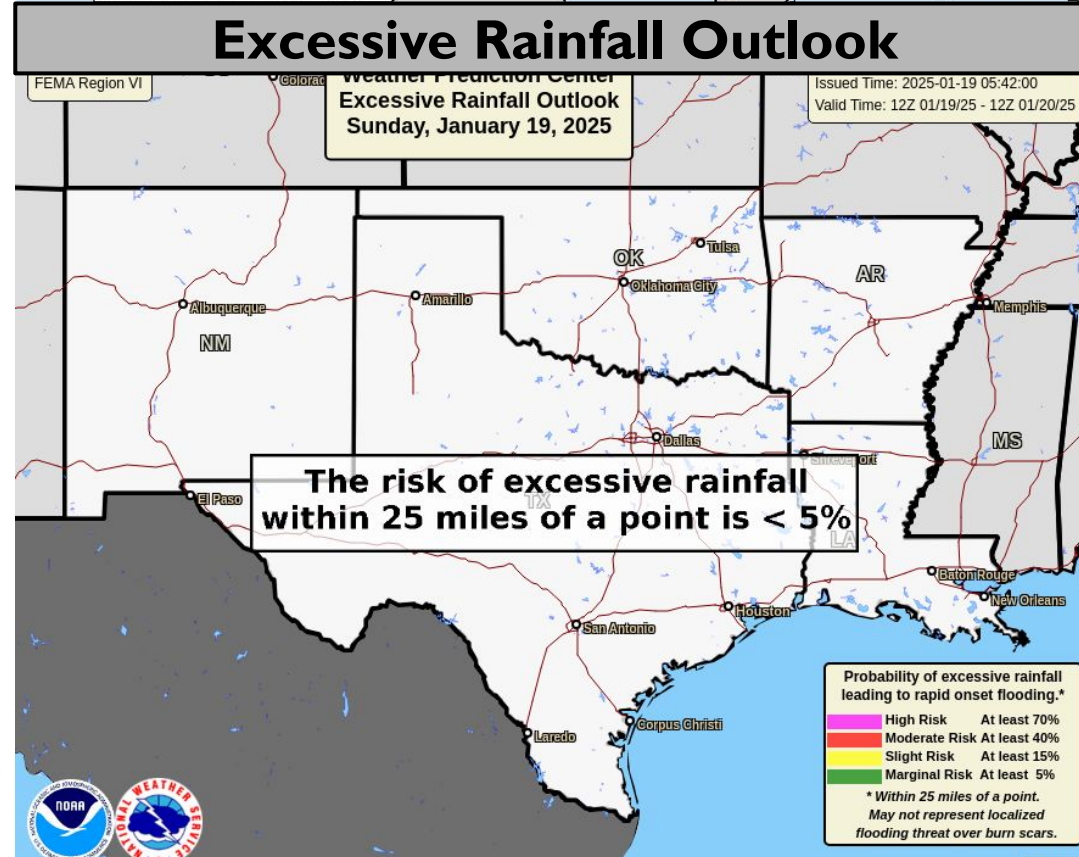 Excessive Rainfall Outlook
FEMA Region VI
Weather Prediction Center
Excessive Rainfall Outlook
Sunday, January 19, 2025
Issued Time: 2025-01-19 05:42:00
Valid Time: 12Z 01/19/25 - 12Z 01/20/25
Tulsa
OK
Oklahoma City
AR
Amarillo
Albuquerque
Memphis
NM
Dallas
MS
Shreveport
The risk of excessive rainfall
within 25 miles of a point is < 5%
El Paso
TX
LA
Baton Rouge
New Orleans
Houston
San Antonio
Corpus Christi
Laredo
Probability of excessive rainfall
leading to rapid onset flooding.*
High Risk At least 70%
Moderate Risk At least 40%
Slight Risk At least 15%
Marginal Risk At least 5%
* Within 25 miles of a point.
May not represent localized
flooding threat over burn scars.
NOAA
NATIONAL WEATHER SERVICE